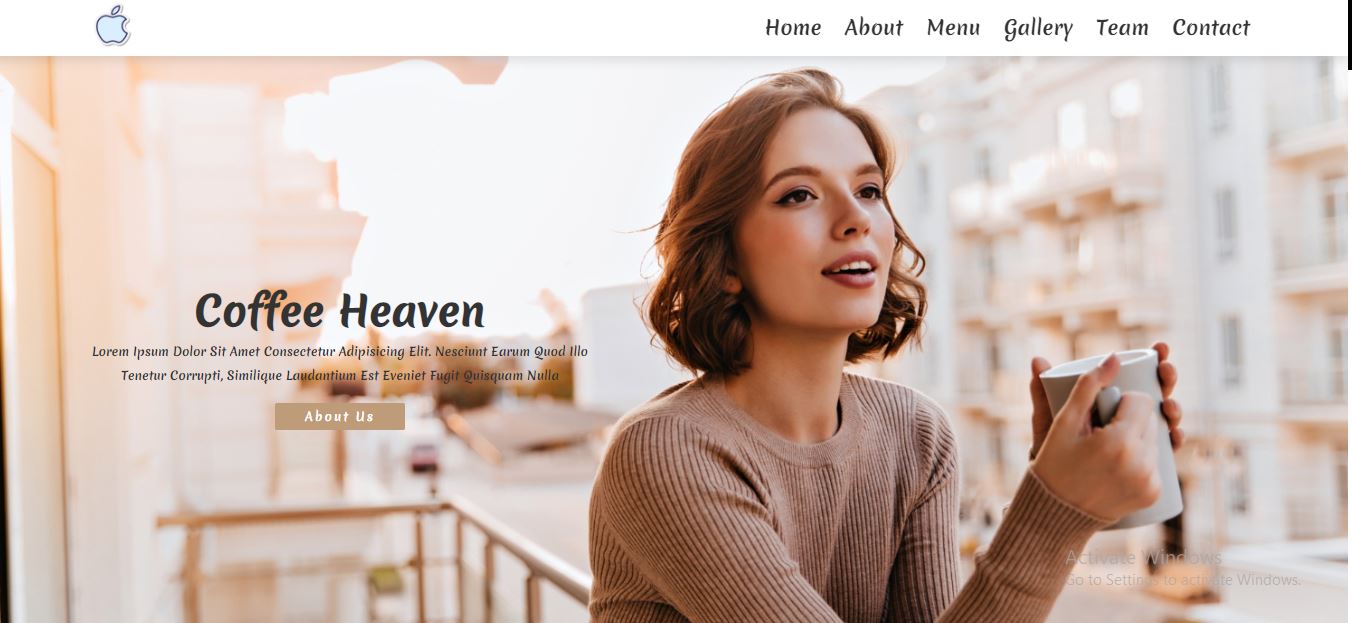 Home About Menu Gallery Team Contact
Coffee Heaven
Lorem Ipsum Dolor Sit Amet Consectetur Adipisicing Elit. Nesciunt Earum Quod Illo
Tenetur Corrupti, Similique Laudantium Est Eveniet Fugit Quisquam Nulla
About Us
Activate Windows
Go to Settings to activate Windows.